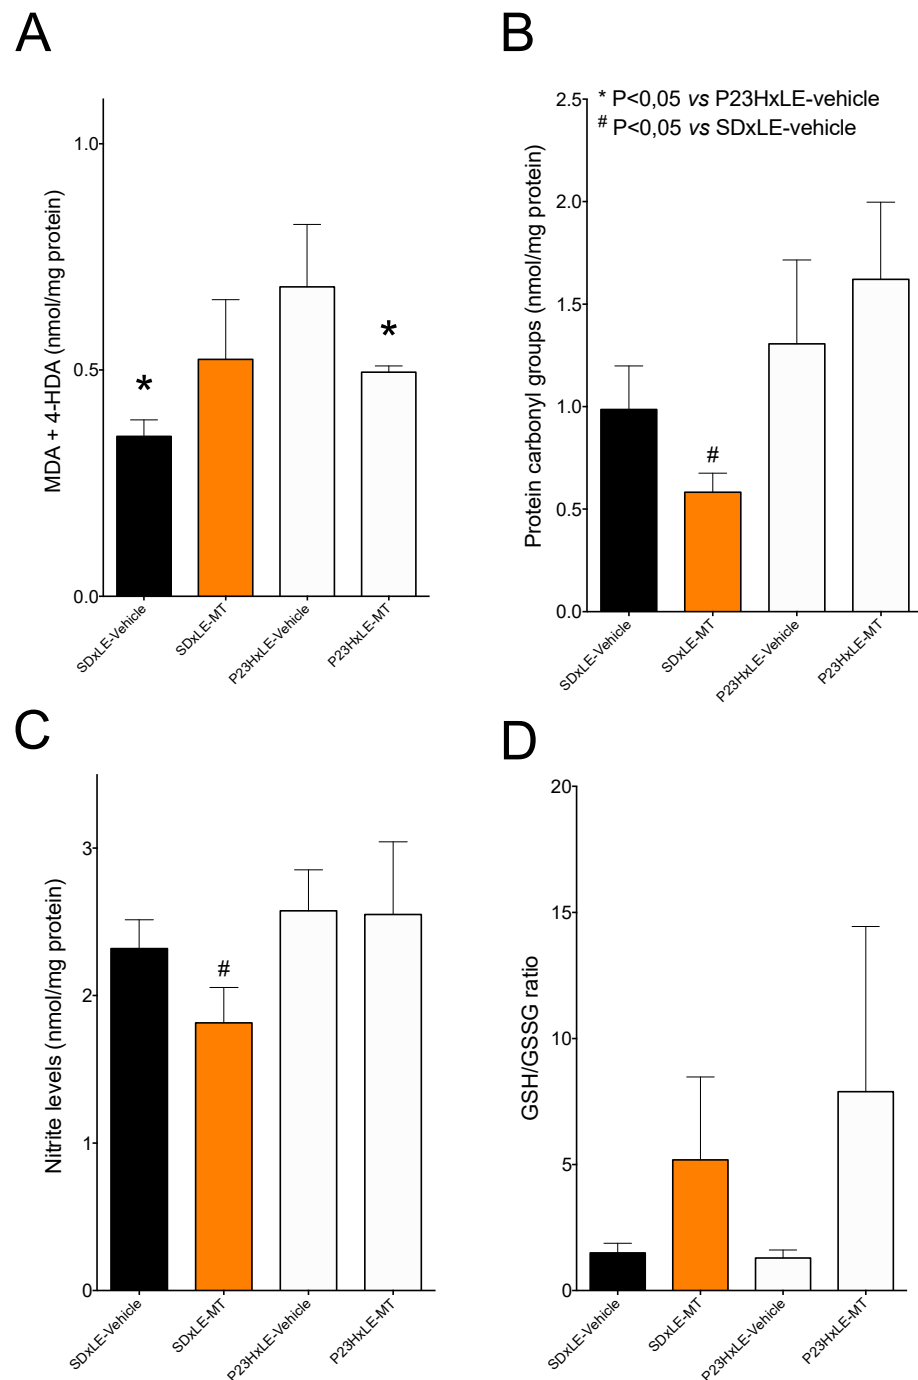 A
MDA + 4-HDA (nmol/mg protein)
1.0
0.5
0.0
*
*
SDxLE-Vehicle
SDxLE-MT
P23HxLE-Vehicle
P23HxLE-MT
B
* P<0,05 vs P23HxLE-vehicle
# P<0,05 vs SDxLE-vehicle
Protein carbonyl groups (nmol/mg protein)
2.5
2.0
1.5
1.0
0.5
0.0
#
SDxLE-Vehicle
SDxLE-MT
P23HxLE-Vehicle
P23HxLE-MT
C
Nitrite levels (nmol/mg protein)
3
2
1
0
#
SDxLE-Vehicle
SDxLE-MT
P23HxLE-Vehicle
P23HxLE-MT
D
GSH/GSSG ratio
20
15
10
5
0
SDxLE-Vehicle
SDxLE-MT
P23HxLE-Vehicle
P23HxLE-MT